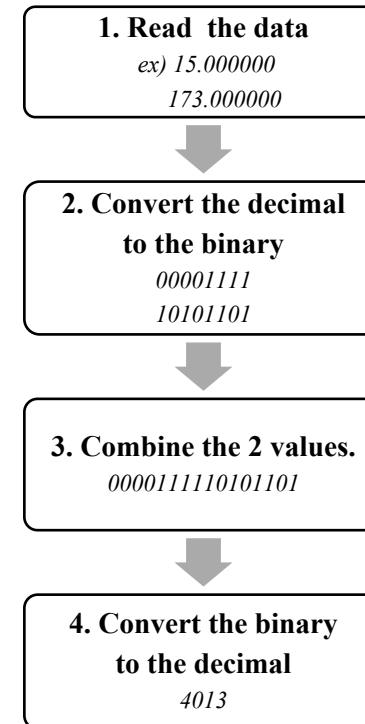 1. Read the data
ex) 15.000000
173.000000
2. Convert the decimal
to the binary
00001111
10101101
3. Combine the 2 values.
0000111110101101
4. Convert the binary
to the decimal
4013